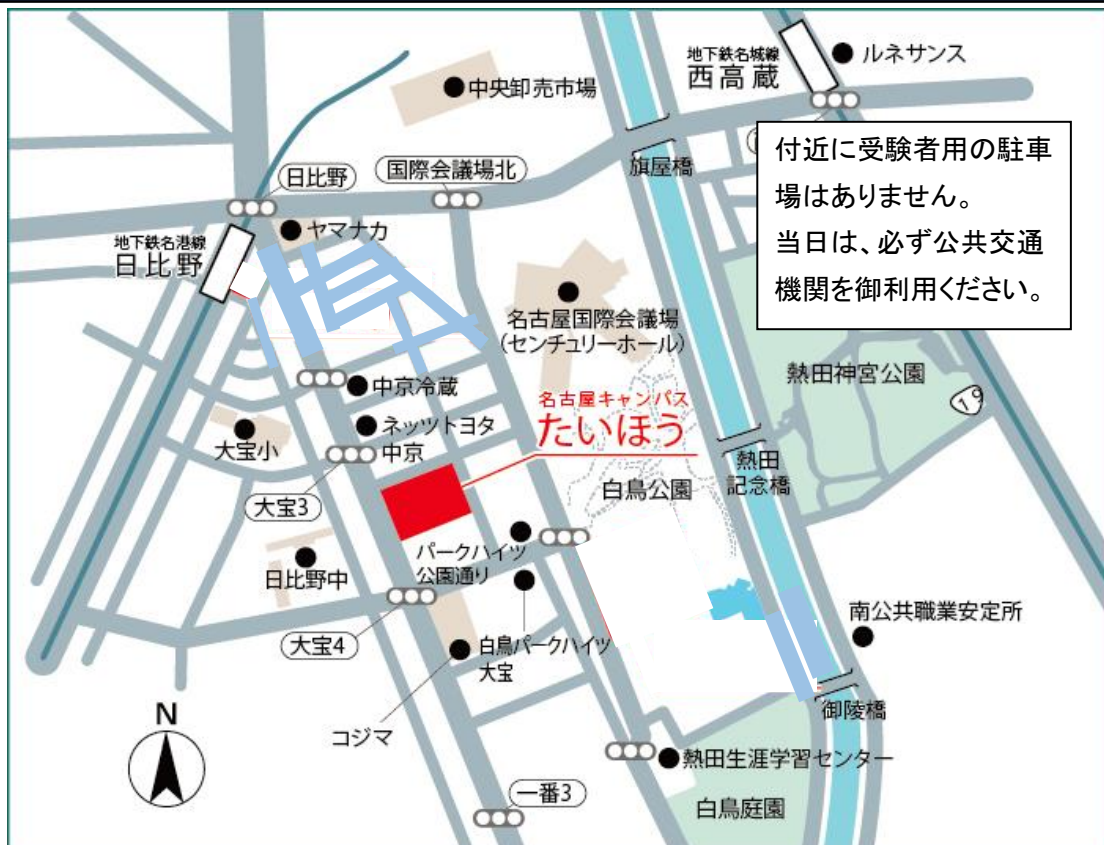 地下鉄名城線
西高蔵
ルネサンス
中央卸売市場
付近に受験者用の駐車
場はありません。
当日は、必ず公共交通
機関を御利用ください。
旗屋橋
国際会議場北
日比野
ヤマナカ
地下鉄名港線
日比野
名古屋国際会議場
(センチュリーホール)
熱田神宮公園
19
中京冷蔵
名古屋キャンパス
たいほう
ネッツトヨタ
中京
大宝小
熱田
記念橋
白鳥公園
大宝3
パークハイツ
公園通り
日比野中
南公共職業安定所
大宝4
白鳥パークハイツ
大宝
御陵橋
N
コジマ
熱田生涯学習センター
一番3
白鳥庭園